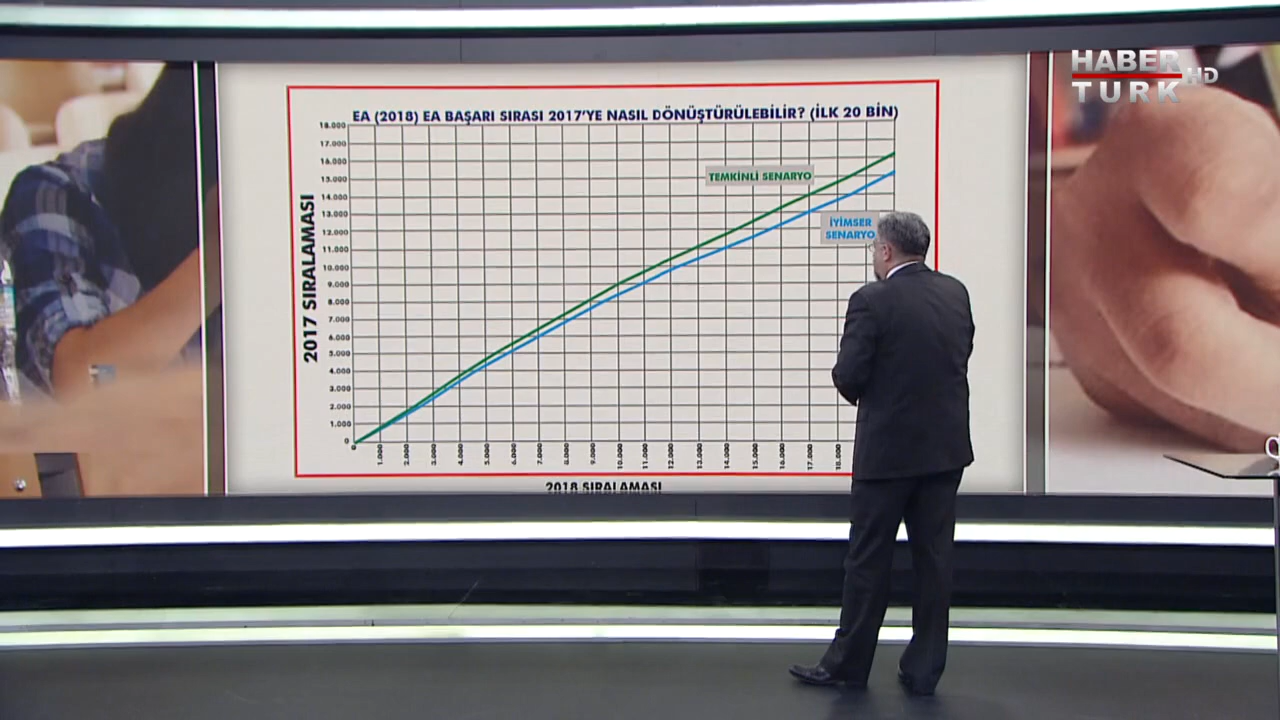 HABER
TURK HD
EA (2018) EA BAŞARI SIRASI 2017'YE NASIL DÖNÜŞTÜRÜLEBİLİR? (İLK 20 BİN)
18.000
17.000
16.000
15.000
14.000
13.000
12.000
11.000
10.000
9.000
8.000
7.000
6.000
5.000
4.000
3.000
2.000
1.000
0
2017 SIRALAMASI
TEMKİNLİ SENARYO
İYİMSER
SENARYO
0 1.000 2.000 3.000 4.000 5.000 6.000 7.000 8.000 9.000 10.000 11.000 12.000 13.000 14.000 15.000 16.000 17.000 18.000
2018 SIRALAMASI